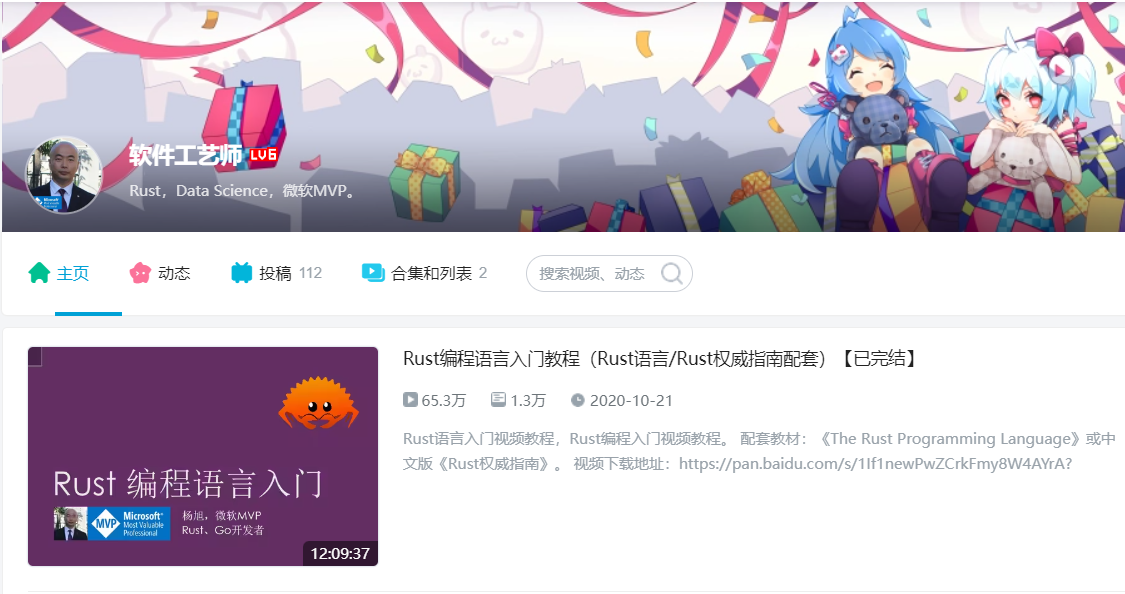 软件工艺师 LV6
Rust，Data Science，微软MVP。
主页 动态 投稿 112 合集和列表 2 搜索视频、动态
Rust编程语言入门教程（Rust语言/Rust权威指南配套）【已完结】
65.3万 1.3万 2020-10-21
Rust语言入门视频教程，Rust编程入门视频教程。 配套教材：《The Rust Programming Language》或中
文版《Rust权威指南》。 视频下载地址：https://pan.baidu.com/s/1If1newPwZCrkFmy8W4AYrA?
Rust 编程语言入门
MVP
Microsoft®
Most Valuable
Professional
杨旭，微软MVP
Rust、Go开发者
12:09:37